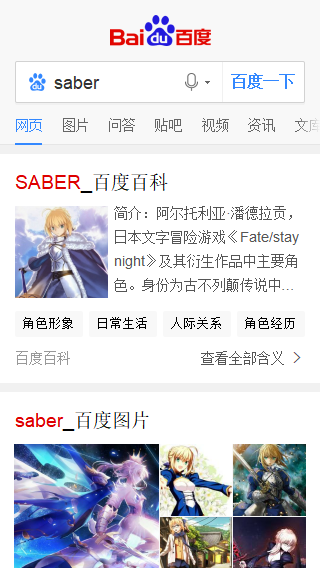 Bai du 百度
saber 百度一下
网页 图片 问答 贴吧 视频 资讯 文库
SABER_百度百科
简介：阿尔托利亚·潘德拉贡，
日本文字冒险游戏《Fate/stay
night》及其衍生作品中主要角
色。身份为古不列颠传说中...
角色形象 日常生活 人际关系 角色经历
百度百科 查看全部含义 >
saber_百度图片